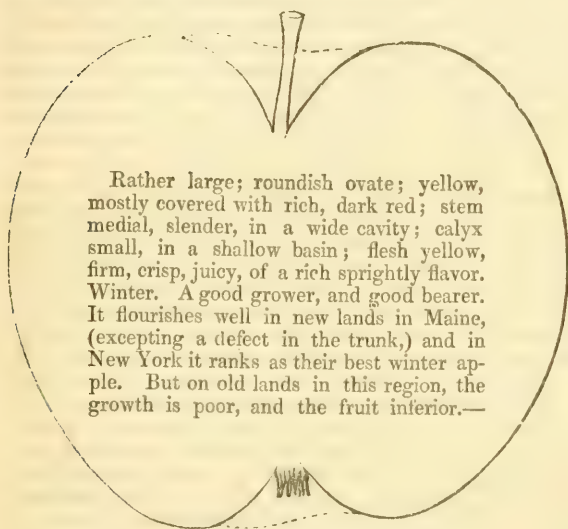 Rather large; roundish ovate; yellow,
mostly covered with rich, dark red; stem
medial, slender, in a wide cavity; calyx
small, in a shallow basin; flesh yellow,
firm, crisp, juicy, of a rich sprightly flavor.
Winter. A good grower, and good bearer.
It flourishes well in new lands in Maine,
(excepting a defect in the trunk,) and in
New York it ranks as their best winter ap-
ple. But on old lands in this region, the
growth is poor, and the fruit inferior.—